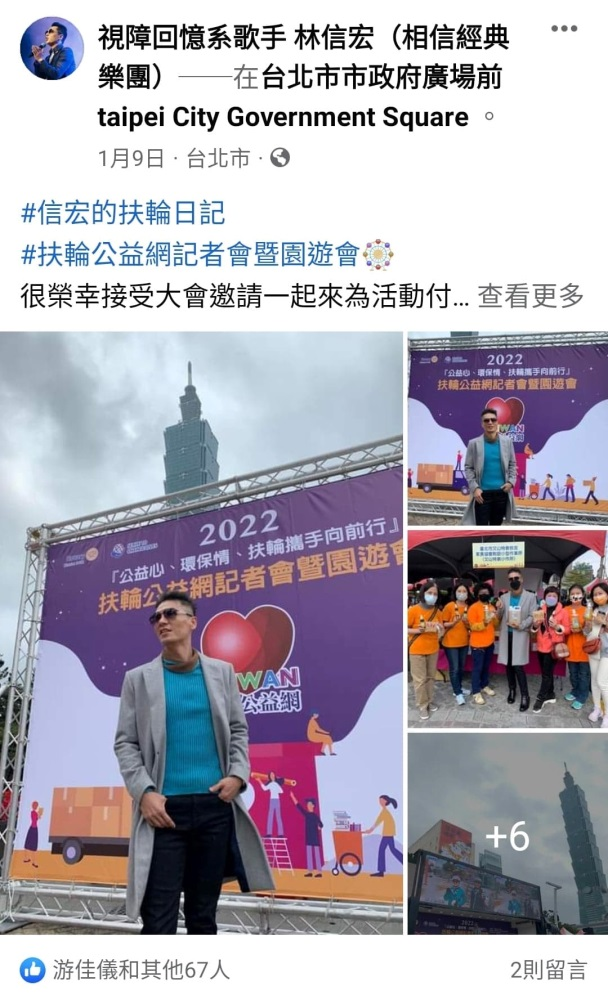 視障回憶系歌手 林信宏（相信經典
樂團）——在台北市市政府廣場前
taipei City Government Square 。
1月9日 · 台北市 ·
#信宏的扶輪日記
#扶輪公益網記者會暨園遊會
很榮幸接受大會邀請一起來為活動付... 查看更多
2022
『公益心、環保情、扶輪攜手向前行』
扶輪公益網記者會暨園遊會
WAN
公益網
2022
『公益心、環保情、扶輪攜手向前行』
扶輪公益網記者會暨園遊會
WAN
+6
2022
游佳儀和其他67人
2則留言